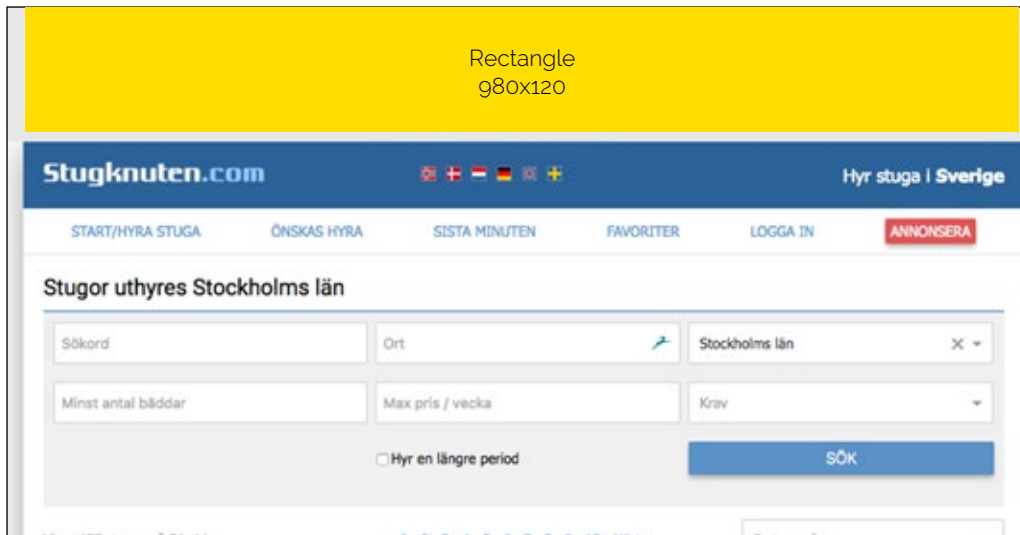 Rectangle
980x120
Stugknuten.com
Hyr stuga i Sverige
START/HYRA STUGA ÖNSKAS HYRA SISTA MINUTEN FAVORITER LOGGA IN ANNONSERA
Stugor uthyres Stockholms län
Sökord Ort Stockholms län
Minst antal bäddar Max pris / vecka Krav
Hyr en längre period SÖK